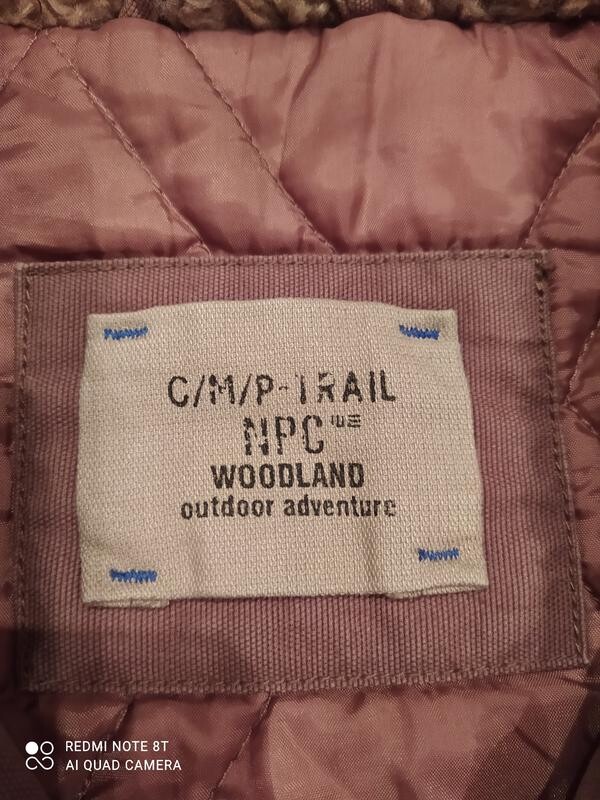 C/M/P-TRAIL
NPC
WOODLAND
outdoor adventure
REDMI NOTE 8T
AI QUAD CAMERA